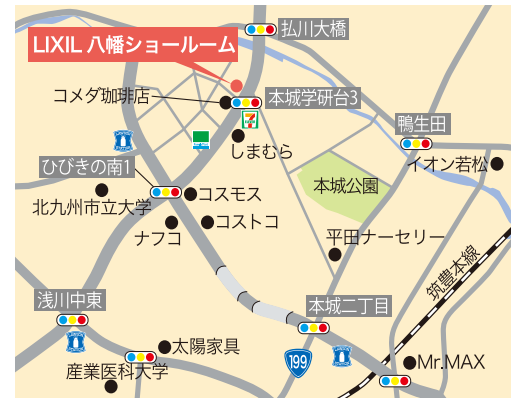 払川大橋
LIXIL 八幡ショールーム
コメダ珈琲店
本城学研台3
鴨生田
しまむら
イオン若松
ひびきの南1
本城公園
コスモス
北九州市立大学
コストコ
ナフコ
平田ナーセリー
筑豊本線
浅川中東
本城二丁目
太陽家具
199
Mr.MAX
産業医科大学